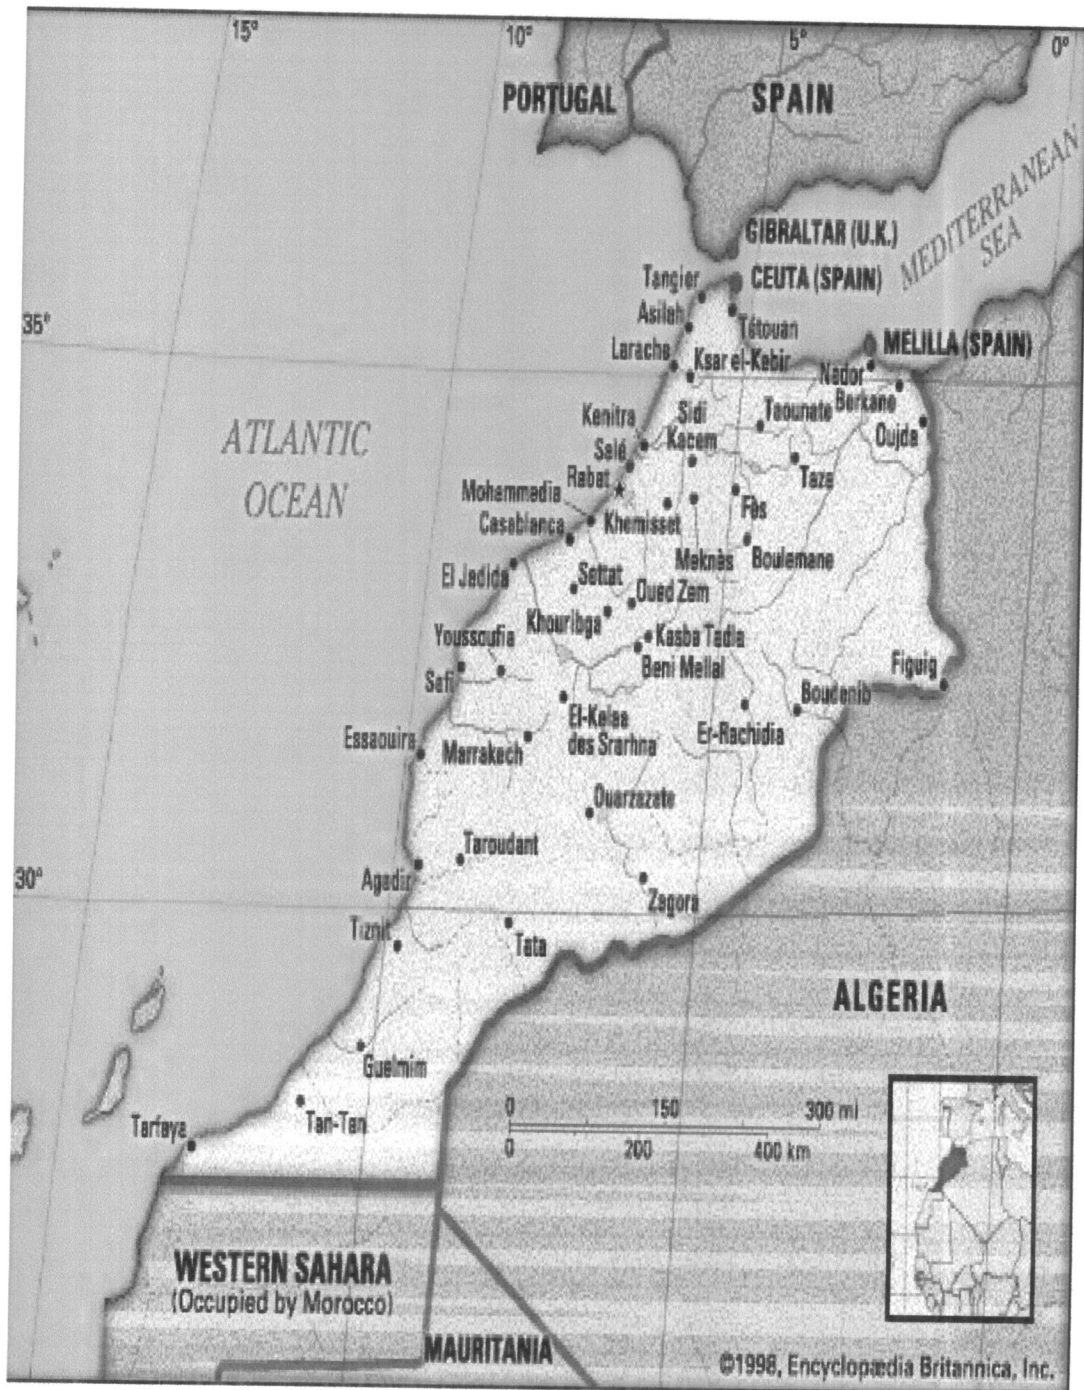 15°
10°
5°
0°
PORTUGAL
SPAIN
MEDITERRANEAN
SEA
GIBRALTAR (U.K.)
CEUTA (SPAIN)
Tangier
Asilah
Tétouan
35°
Larache
Ksar el-Kebir
MELILLA (SPAIN)
Nador
Berkane
Oujda
Kenitra
Sidi
Kacem
Taounate
Salé
Rabat
Taza
ATLANTIC
OCEAN
Mohammedia
Casablanca
Khemisset
Fès
Meknès
Boulemane
El Jadida
Settat
Oued Zem
Khouribga
Youssoufia
Kasba Tadla
Beni Mellal
Safi
Figuig
Boudenib
El-Kelaa
des Srarhna
Er-Rachidia
Essaouira
Marrakech
Ouarzazate
Taroudant
Agadir
30°
Zagora
Tiznit
Tata
ALGERIA
Guelmim
Tan-Tan
Tarfaya
0 150 300 mi
0 200 400 km
WESTERN SAHARA
(Occupied by Morocco)
MAURITANIA
©1998, Encyclopædia Britannica, Inc.